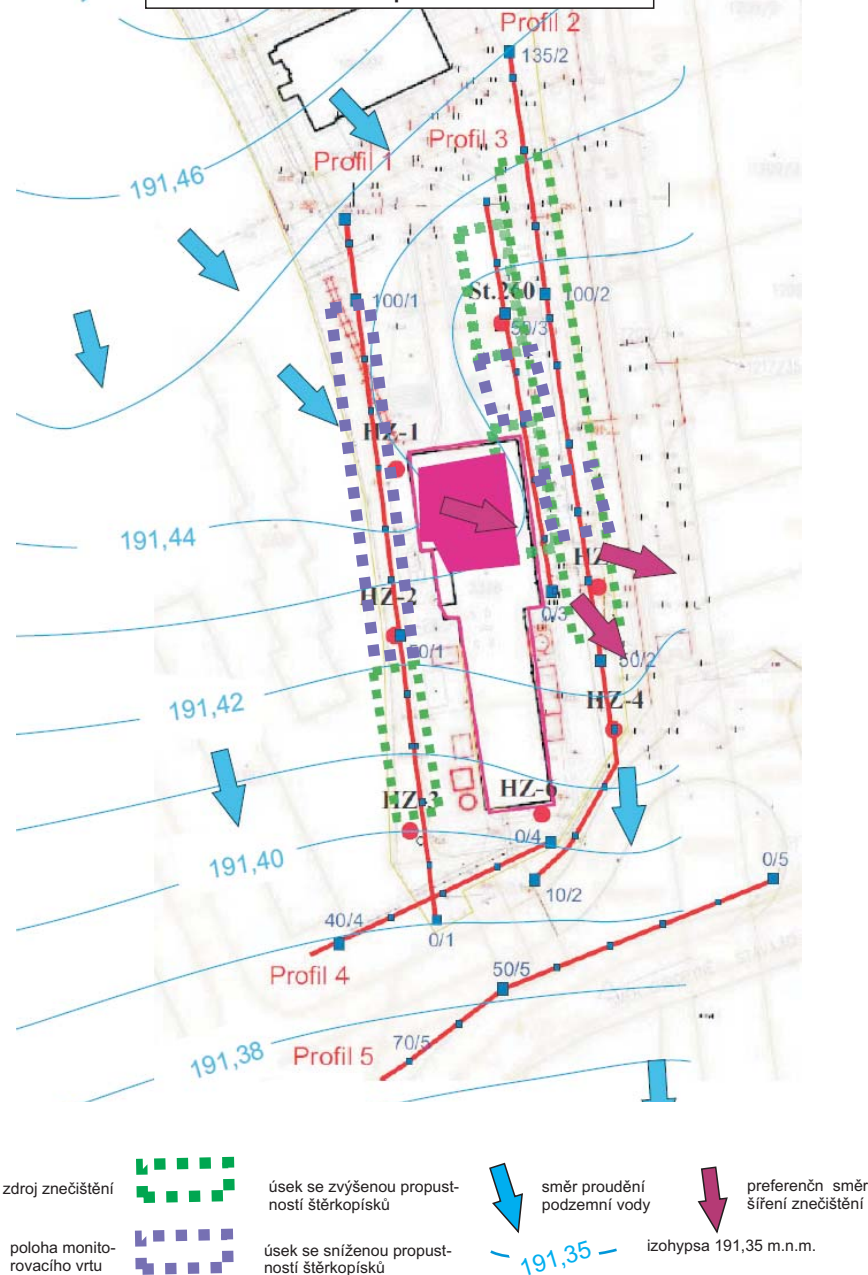 Profil 2
135/2
Profil 3
Profil 1
191,46
St.260
100/2
100/1
50/3
HZ-1
191,44
HZ-2
0/3
50/1
50/2
191,42
HZ-4
HZ-3
HZ-6
0/4
191,40
0/5
10/2
40/4
0/1
Profil 4
50/5
191,38
70/5
Profil 5
zdroj znečištění
úsek se zvýšenou propust-
ností štěrkopísků
směr proudění
podzemní vody
preferenčn směr
šíření znečištění
poloha monito-
rovacího vrtu
úsek se sníženou propust-
ností štěrkopísků
191,35
izohypsa 191,35 m.n.m.